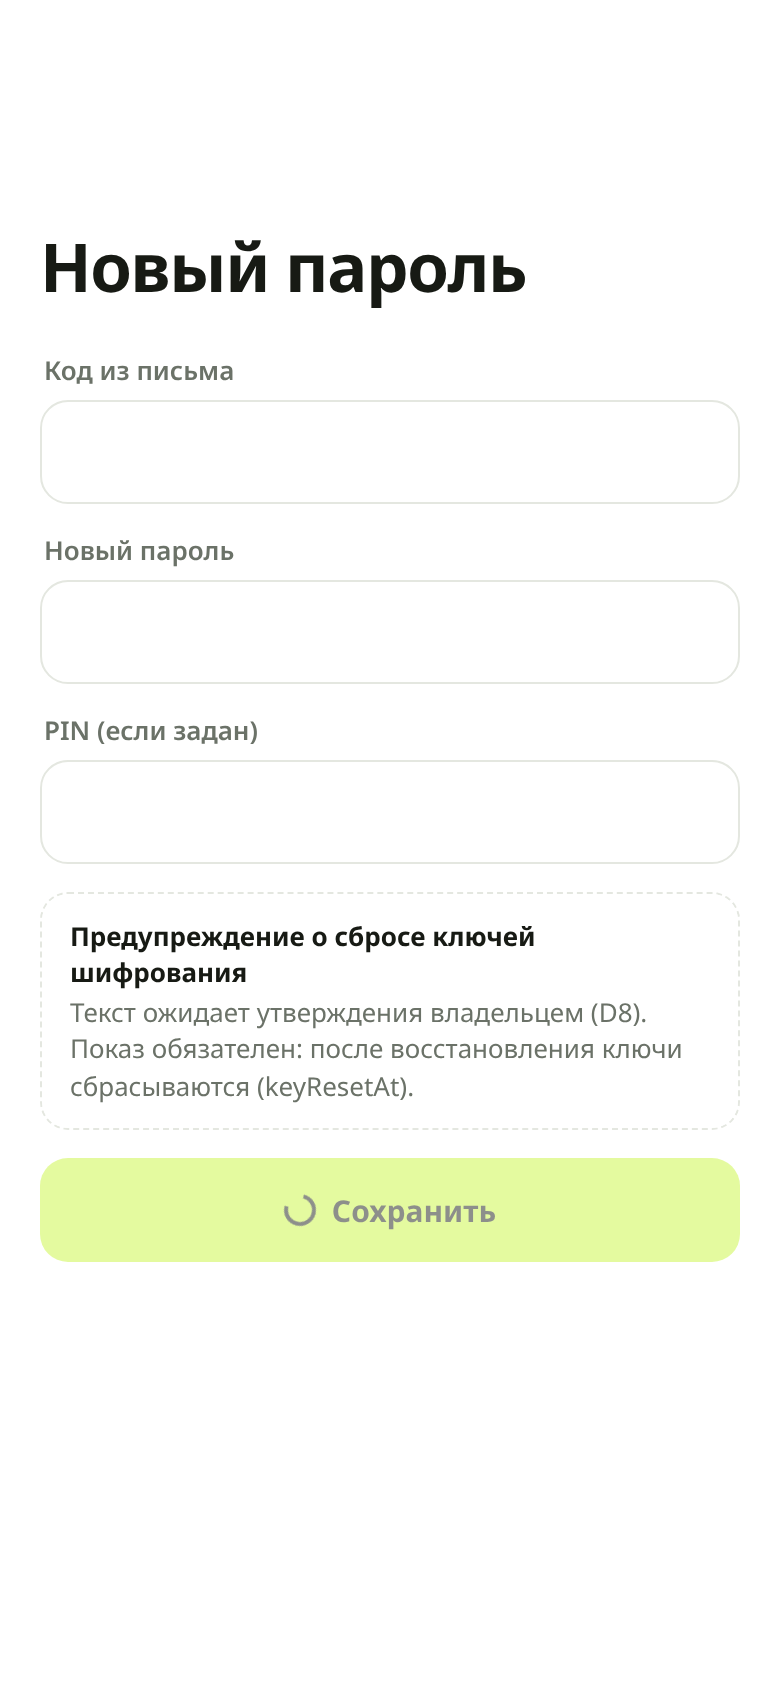 Новый пароль
Код из письма
Новый пароль
PIN (если задан)
Предупреждение о сбросе ключей
шифрования
Текст ожидает утверждения владельцем (D8).
Показ обязателен: после восстановления ключи
сбрасываются (keyResetAt).
Сохранить